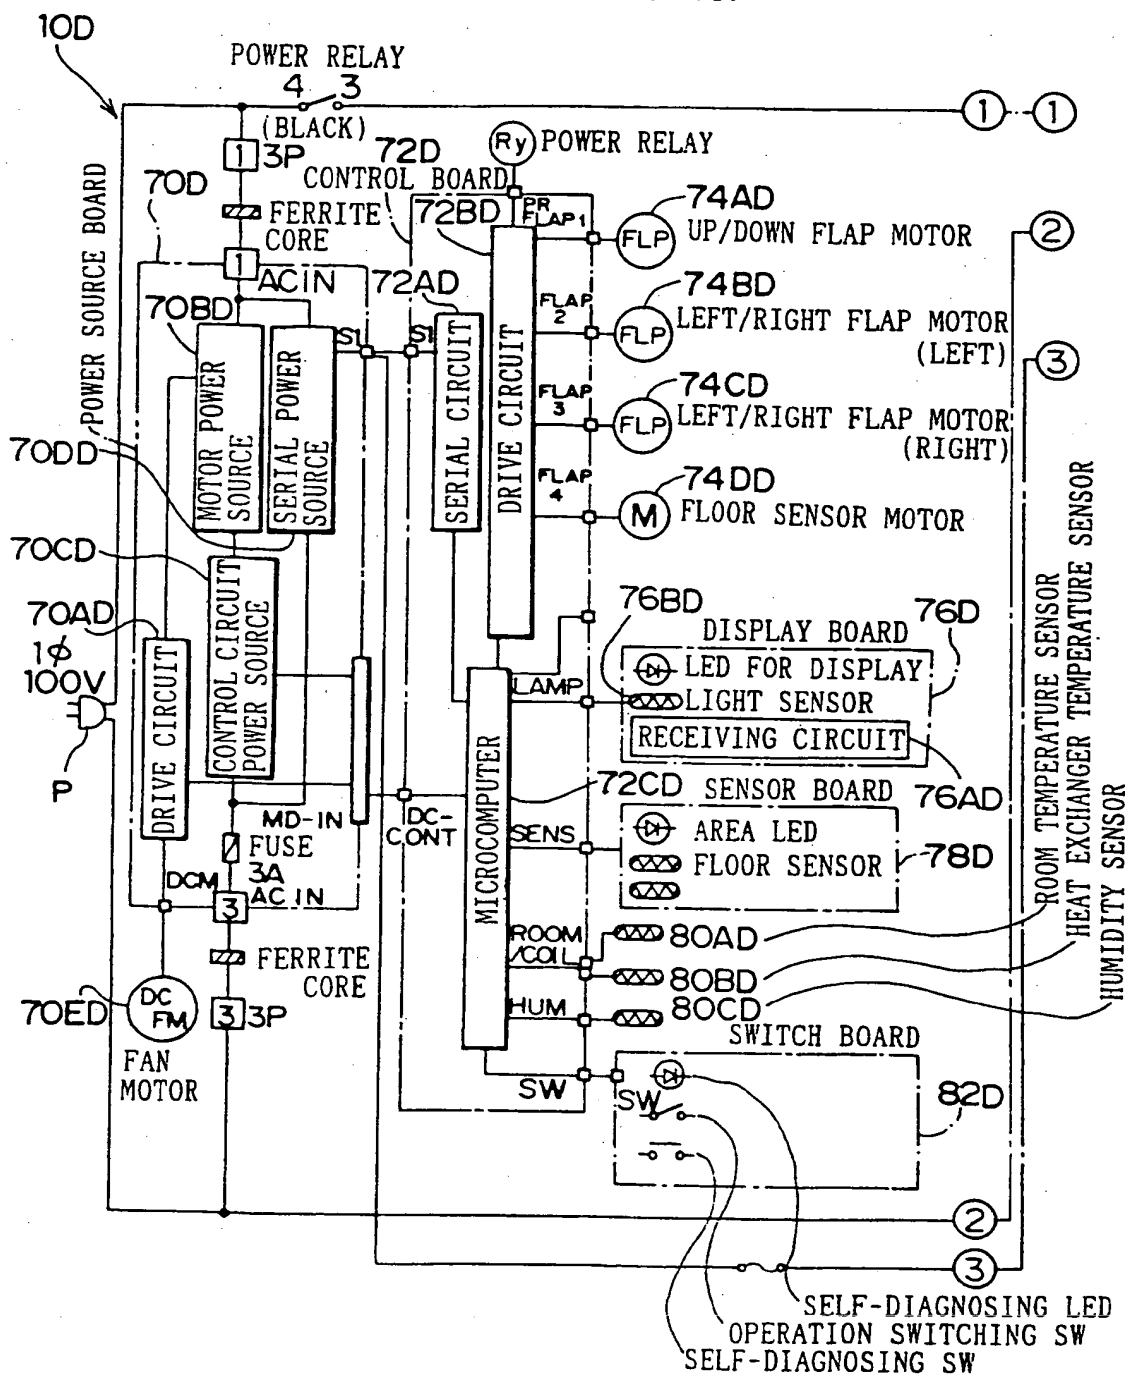 10D
POWER RELAY
4 3
(BLACK)
1
1
Ry
POWER RELAY
1
3P
72D
CONTROL BOARD
70D
POWER SOURCE BOARD
FERRITE
CORE
72BD
PR
FLAP1
74AD
FLP
UP/DOWN FLAP MOTOR
2
1
AC IN
72AD
70BD
S1
S1
FLAP
2
74BD
FLP
LEFT/RIGHT FLAP MOTOR
(LEFT)
3
MOTOR POWER
SOURCE
SERIAL POWER
SOURCE
SERIAL CIRCUIT
DRIVE CIRCUIT
FLAP
3
74CD
FLP
LEFT/RIGHT FLAP MOTOR
(RIGHT)
70DD
FLAP
4
74DD
M
FLOOR SENSOR MOTOR
70CD
CONTROL CIRCUIT
POWER SOURCE
70AD
DRIVE CIRCUIT
1φ
100V
P
76BD
DISPLAY BOARD
76D
LED FOR DISPLAY
LAMP
LIGHT SENSOR
RECEIVING CIRCUIT
MICROCOMPUTER
72CD
SENSOR BOARD
76AD
ROOM TEMPERATURE SENSOR
HEAT EXCHANGER TEMPERATURE SENSOR
HUMIDITY SENSOR
MD-IN
DC-
CONT
SENS
AREA LED
FLOOR SENSOR
78D
FUSE
3A
DCM
AC IN
3
ROOM
/COIL
80AD
FERRITE
CORE
80BD
HUM
80CD
70ED
DC
FM
3
3P
FAN
MOTOR
SWITCH BOARD
SW
SW
82D
2
3
SELF-DIAGNOSING LED
OPERATION SWITCHING SW
SELF-DIAGNOSING SW